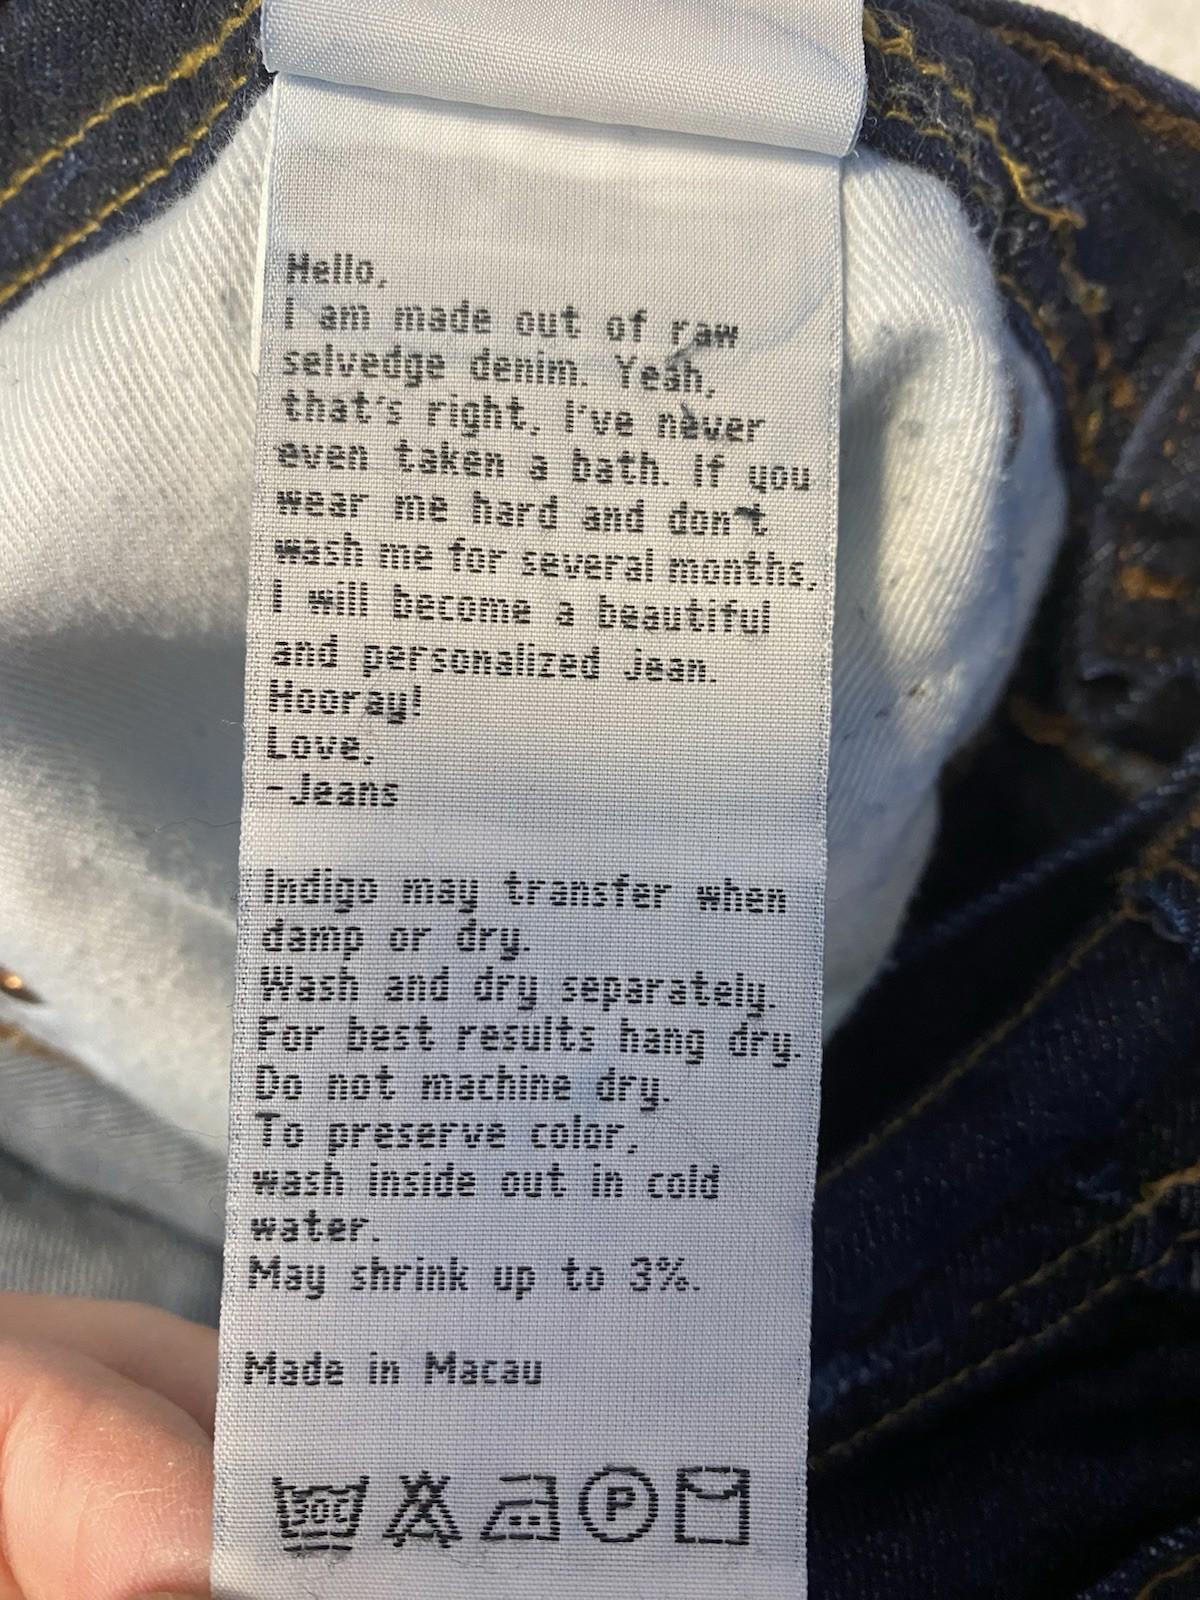 Hello,
I am made out of raw
selvedge denim. Yeah,
that's right, I've never
even taken a bath. If you
wear me hard and don't
wash me for several months,
I will become a beautiful
and personalized jean.
Hooray!
Love,
-Jeans
Indigo may transfer when
damp or dry.
Wash and dry separately.
For best results hang dry.
Do not machine dry.
To preserve color,
wash inside out in cold
water.
May shrink up to 3%.
Made in Macau
30C P